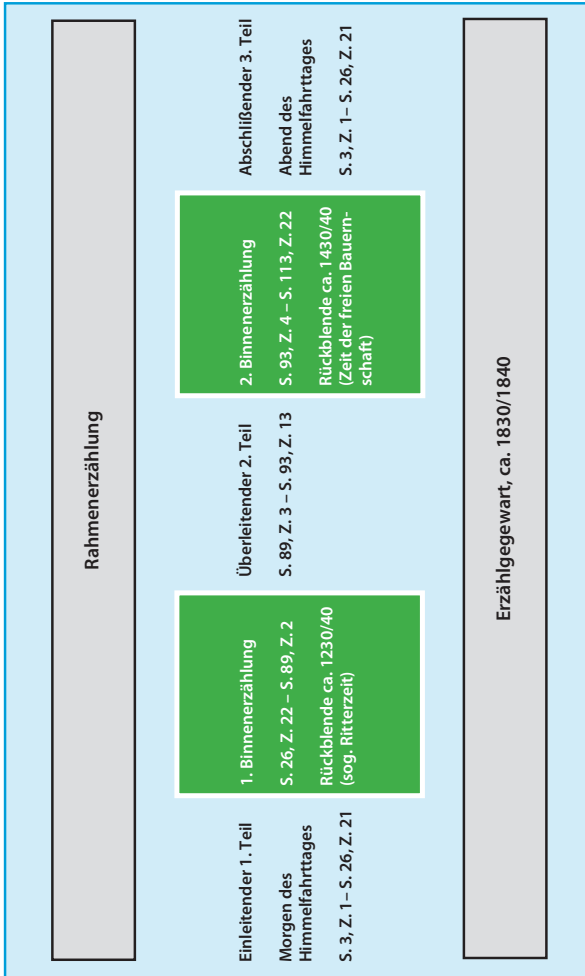 Rahmenerzählung
Einleitender 1. Teil
Morgen des
Himmelfahrttages
S. 3, Z. 1– S. 26, Z. 21
1. Binnenerzählung
S. 26, Z. 22 – S. 89, Z. 2
Rückblende ca. 1230/40
(sog. Ritterzeit)
Überleitender 2. Teil
S. 89, Z. 3 – S. 93, Z. 13
2. Binnenerzählung
S. 93, Z. 4 – S. 113, Z. 22
Rückblende ca. 1430/40
(Zeit der freien Bauern-
schaft)
Abschlißender 3. Teil
Abend des
Himmelfahrttages
S. 3, Z. 1– S. 26, Z. 21
Erzählgegewart, ca. 1830/1840